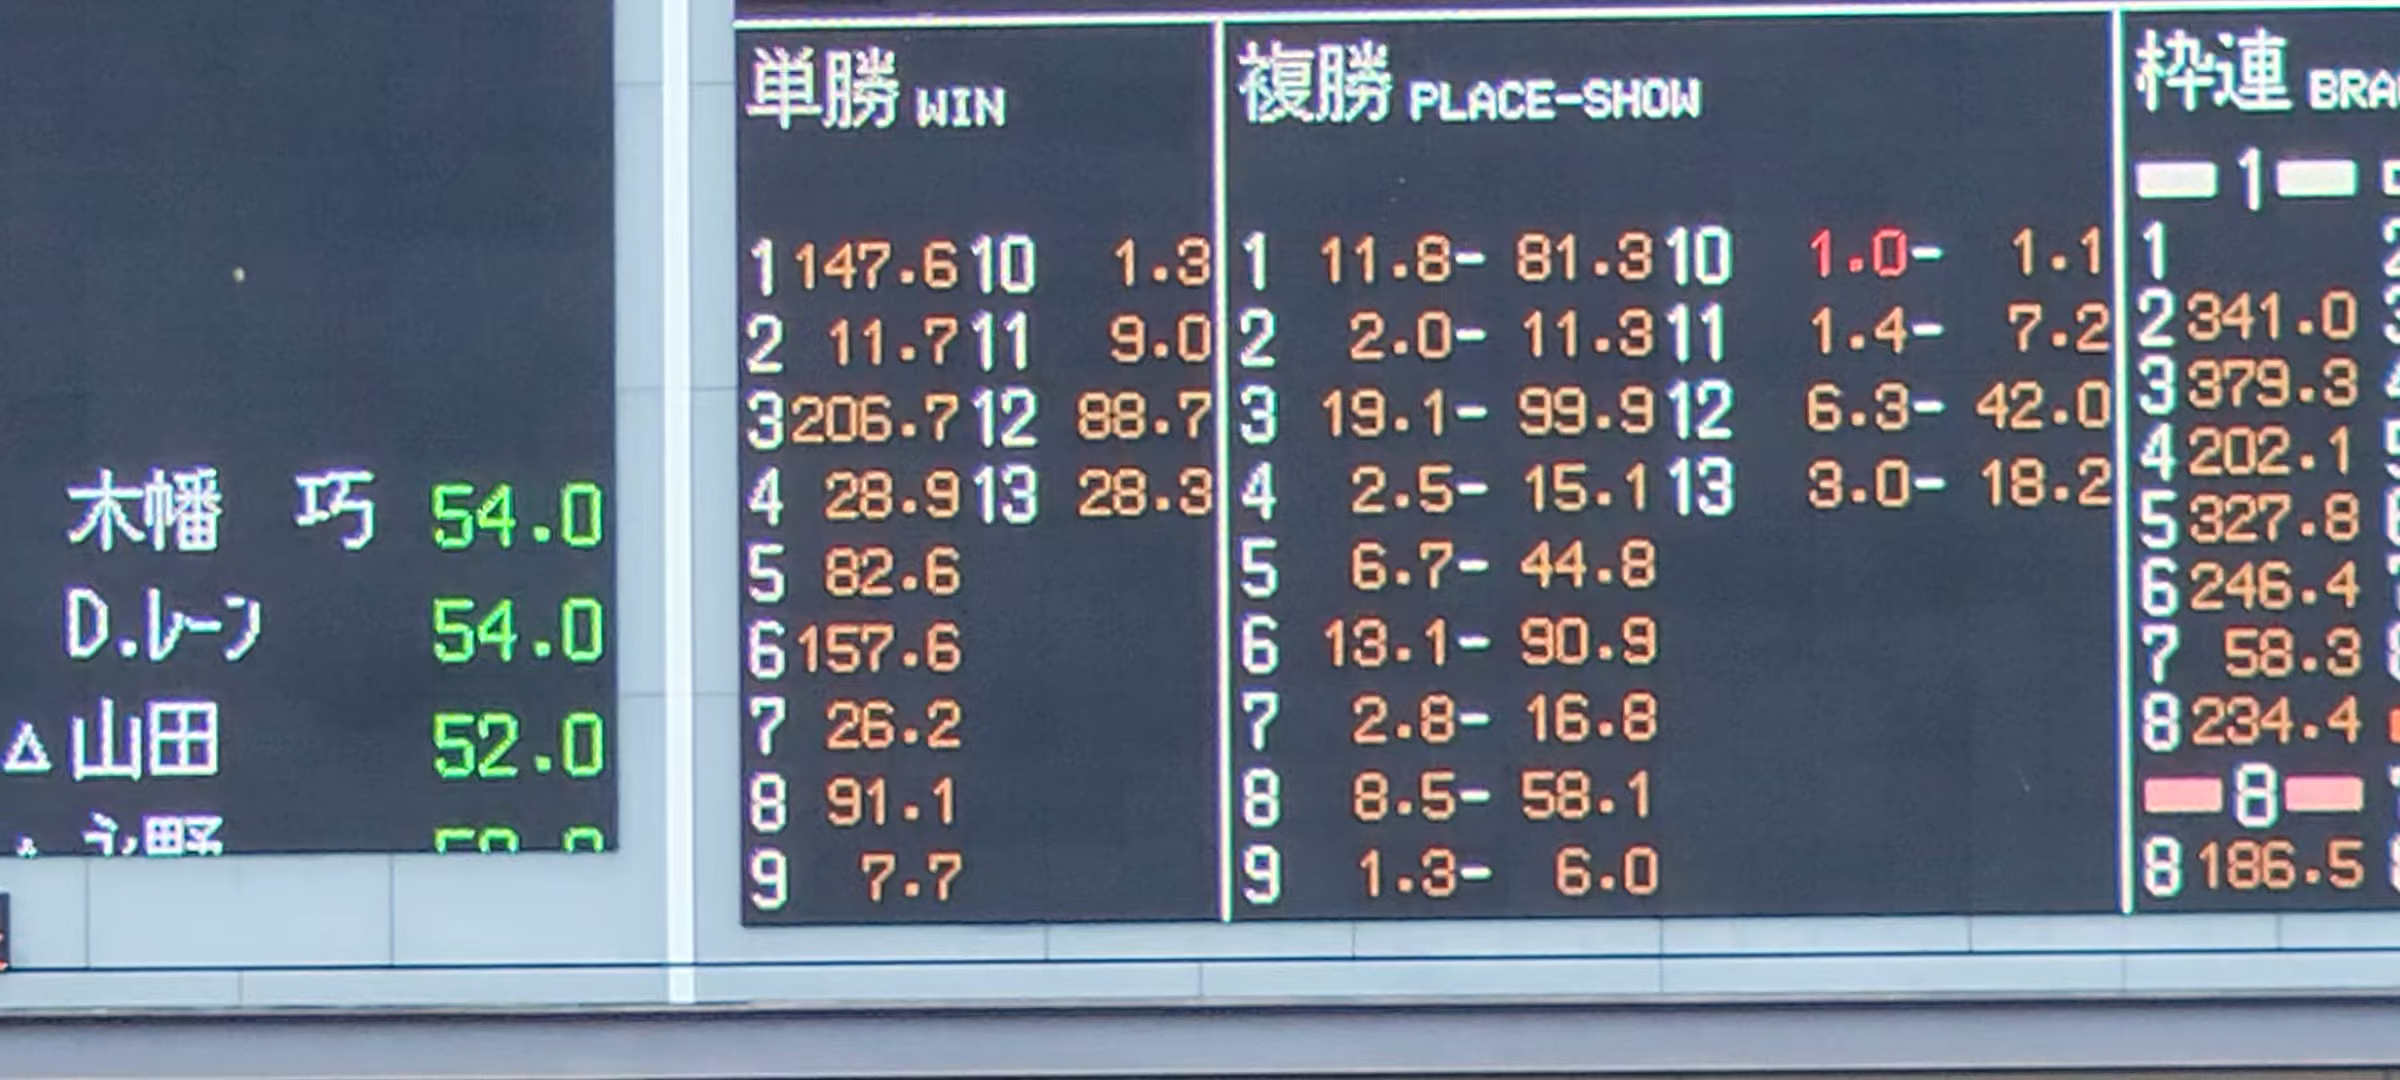 木幡 巧 54.0
D.レーン 54.0
△山田 52.0
単勝 WIN
1 147.6 10 1.3
2 11.7 11 9.0
3 206.7 12 88.7
4 28.9 13 28.3
5 82.6
6 157.6
7 26.2
8 91.1
9 7.7
複勝 PLACE-SHOW
1 11.8- 81.3 10 1.0- 1.1
2 2.0- 11.3 11 1.4- 7.2
3 19.1- 99.9 12 6.3- 42.0
4 2.5- 15.1 13 3.0- 18.2
5 6.7- 44.8
6 13.1- 90.9
7 2.8- 16.8
8 8.5- 58.1
9 1.3- 6.0
枠連 BRA
1
1
2 341.0
3 379.3
4 202.1
5 327.8
6 246.4
7 58.3
8 234.4
8
8 186.5